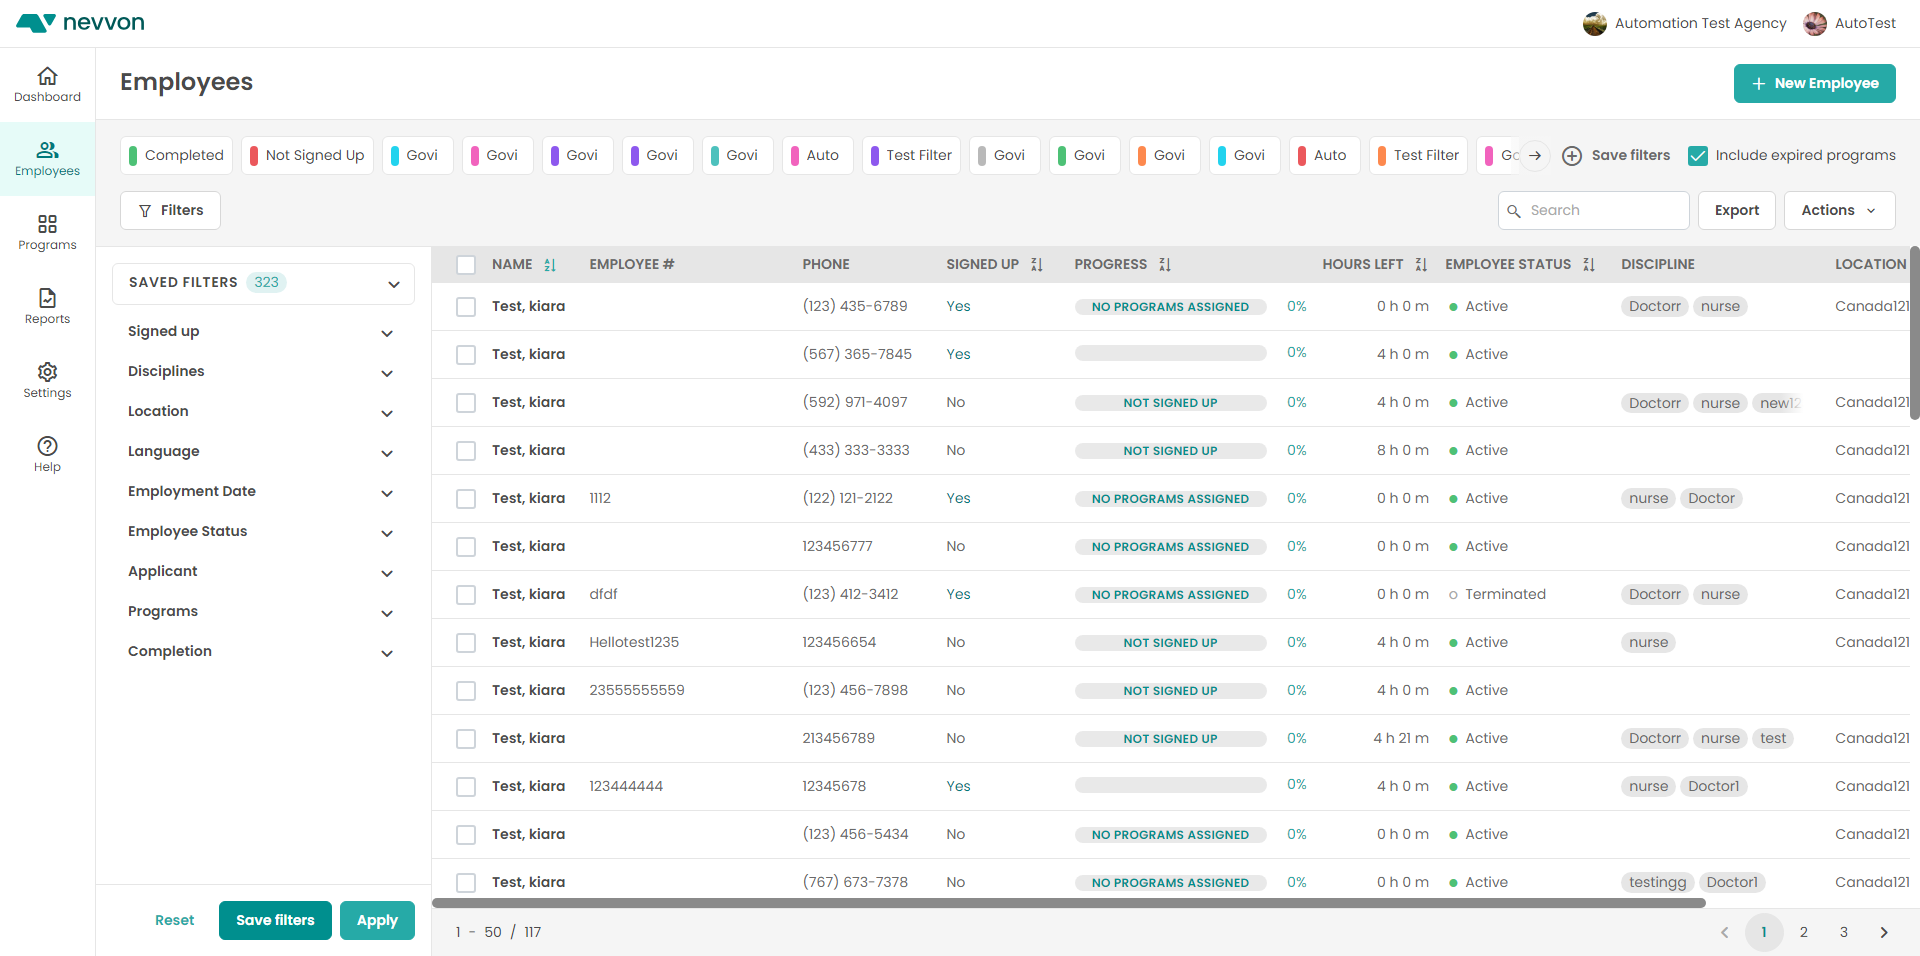 nevvon
Automation Test Agency AutoTest
Dashboard
Employees
Programs
Reports
Settings
Help
Employees
New Employee
Completed Not Signed Up Govi Govi Govi Govi Govi Auto Test Filter Govi Govi Govi Govi Auto Test Filter Save filters Include expired programs
Filters Search Export Actions
SAVED FILTERS 323
Signed up
Disciplines
Location
Language
Employment Date
Employee Status
Applicant
Programs
Completion
Reset Save filters Apply
NAME EMPLOYEE # PHONE SIGNED UP PROGRESS HOURS LEFT EMPLOYEE STATUS DISCIPLINE LOCATION
Test, kiara (123) 435-6789 Yes NO PROGRAMS ASSIGNED 0% 0 h 0 m Active Doctorr nurse Canada121
Test, kiara (567) 365-7845 Yes 0% 4 h 0 m Active
Test, kiara (592) 971-4097 No NOT SIGNED UP 0% 4 h 0 m Active Doctorr nurse new12 Canada121
Test, kiara (433) 333-3333 No NOT SIGNED UP 0% 8 h 0 m Active Canada121
Test, kiara 1112 (122) 121-2122 Yes NO PROGRAMS ASSIGNED 0% 0 h 0 m Active nurse Doctor Canada121
Test, kiara 123456777 No NO PROGRAMS ASSIGNED 0% 0 h 0 m Active Canada121
Test, kiara dfdf (123) 412-3412 Yes NO PROGRAMS ASSIGNED 0% 0 h 0 m Terminated Doctorr nurse Canada121
Test, kiara Hellotest1235 123456654 No NOT SIGNED UP 0% 4 h 0 m Active nurse Canada121
Test, kiara 23555555559 (123) 456-7898 No NOT SIGNED UP 0% 4 h 0 m Active
Test, kiara 213456789 No NOT SIGNED UP 0% 4 h 21 m Active Doctorr nurse test Canada121
Test, kiara 123444444 12345678 Yes 0% 4 h 0 m Active nurse Doctor1 Canada121
Test, kiara (123) 456-5434 No NO PROGRAMS ASSIGNED 0% 0 h 0 m Active Canada121
Test, kiara (767) 673-7378 No NO PROGRAMS ASSIGNED 0% 0 h 0 m Active testingg Doctor1 Canada121
1 - 50 / 117 1 2 3